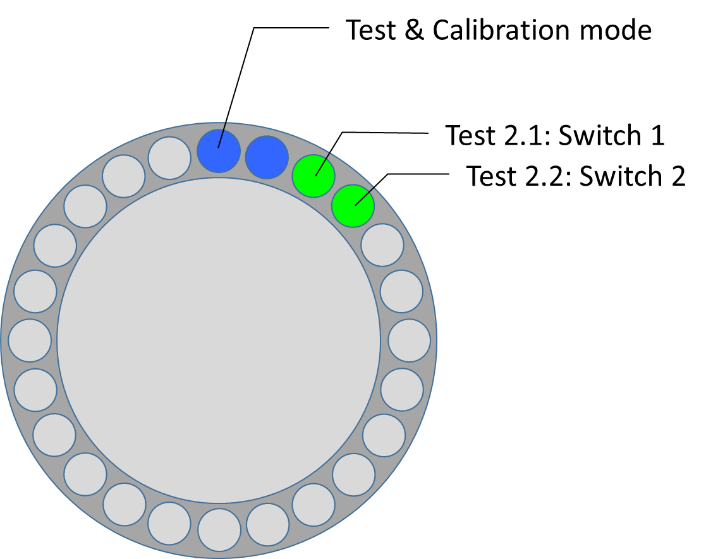 Test & Calibration mode
Test 2.1: Switch 1
Test 2.2: Switch 2